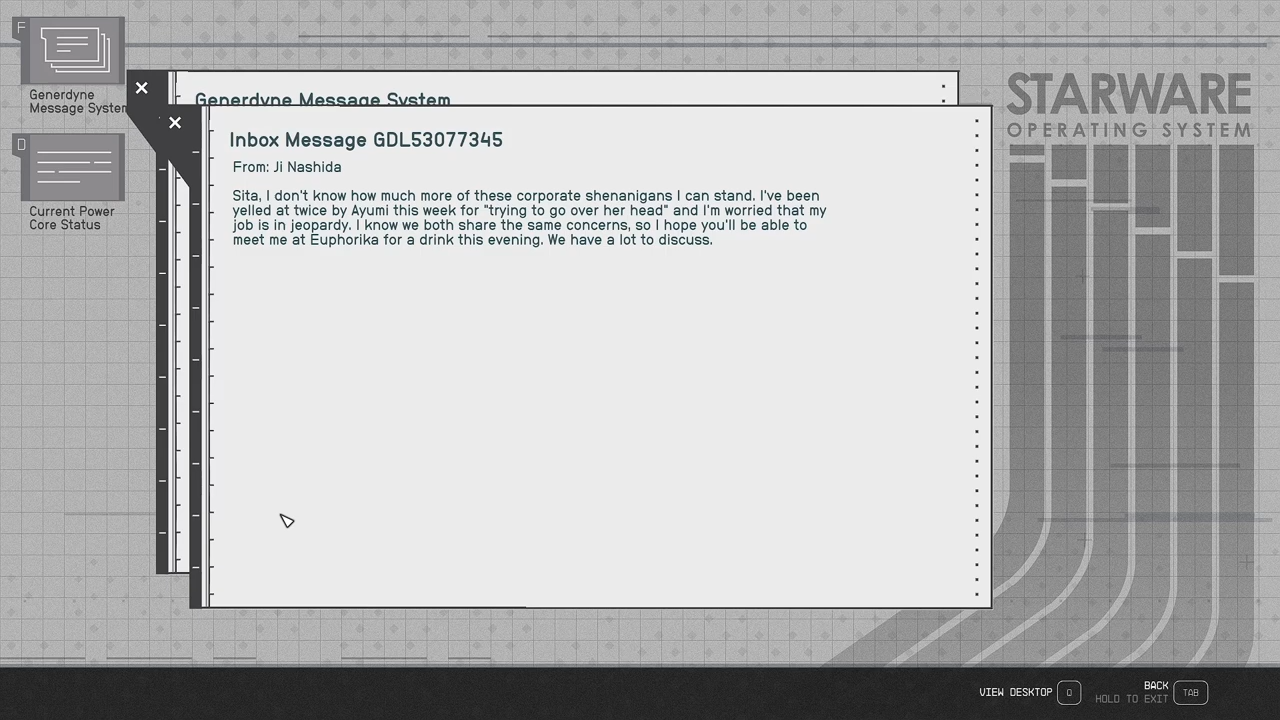 F
Generdyne
Message System
D
Current Power
Core Status
Generdyne Message System
Inbox Message GDL53077345
From: Ji Nashida
Sita, I don't know how much more of these corporate shenanigans I can stand. I've been
yelled at twice by Ayumi this week for "trying to go over her head" and I'm worried that my
job is in jeopardy. I know we both share the same concerns, so I hope you'll be able to
meet me at Euphorika for a drink this evening. We have a lot to discuss.
STARWARE
OPERATING SYSTEM
VIEW DESKTOP Q
BACK
HOLD TO EXIT TAB